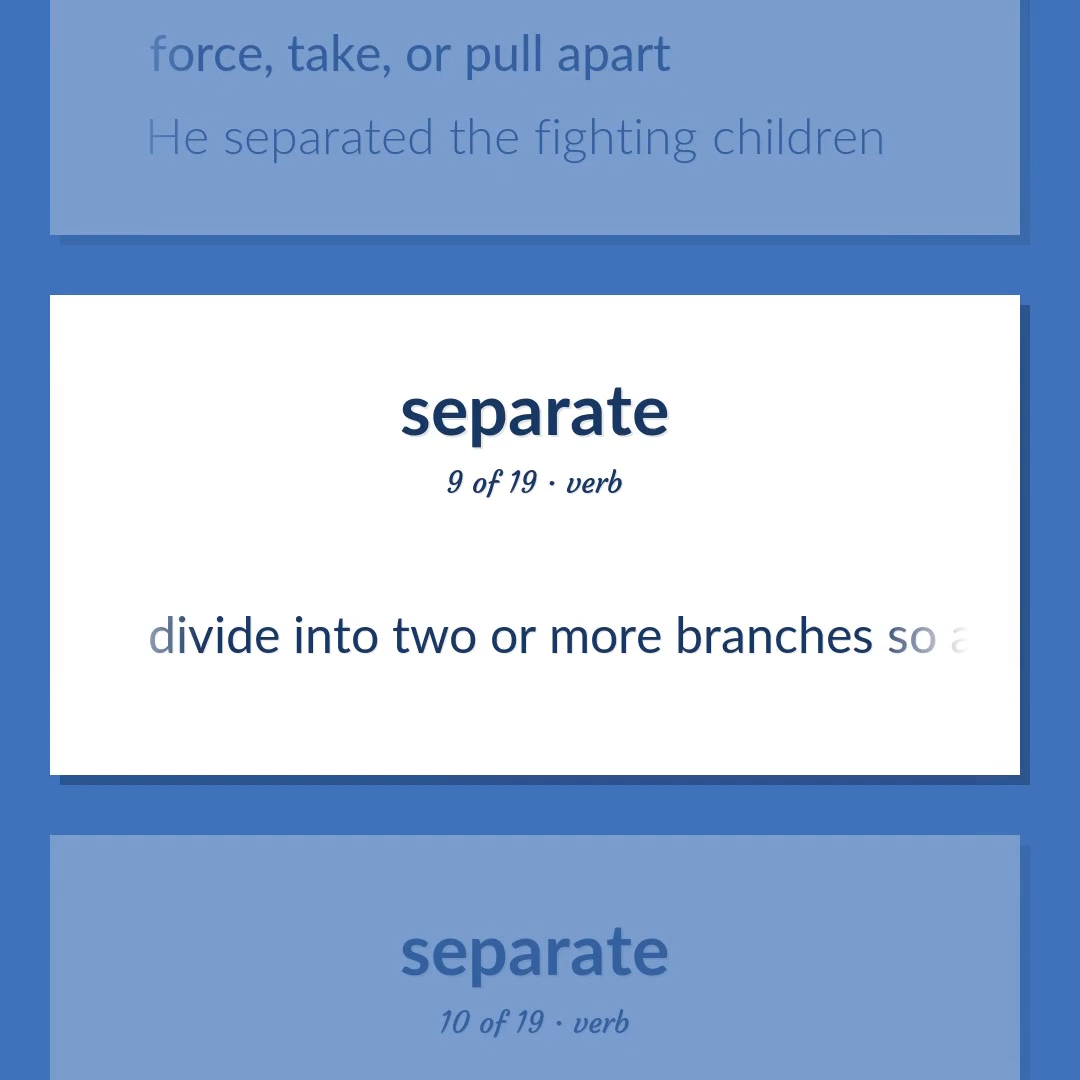 force, take, or pull apart
He separated the fighting children
separate
9 of 19 · verb
divide into two or more branches so
separate
10 of 19 · verb